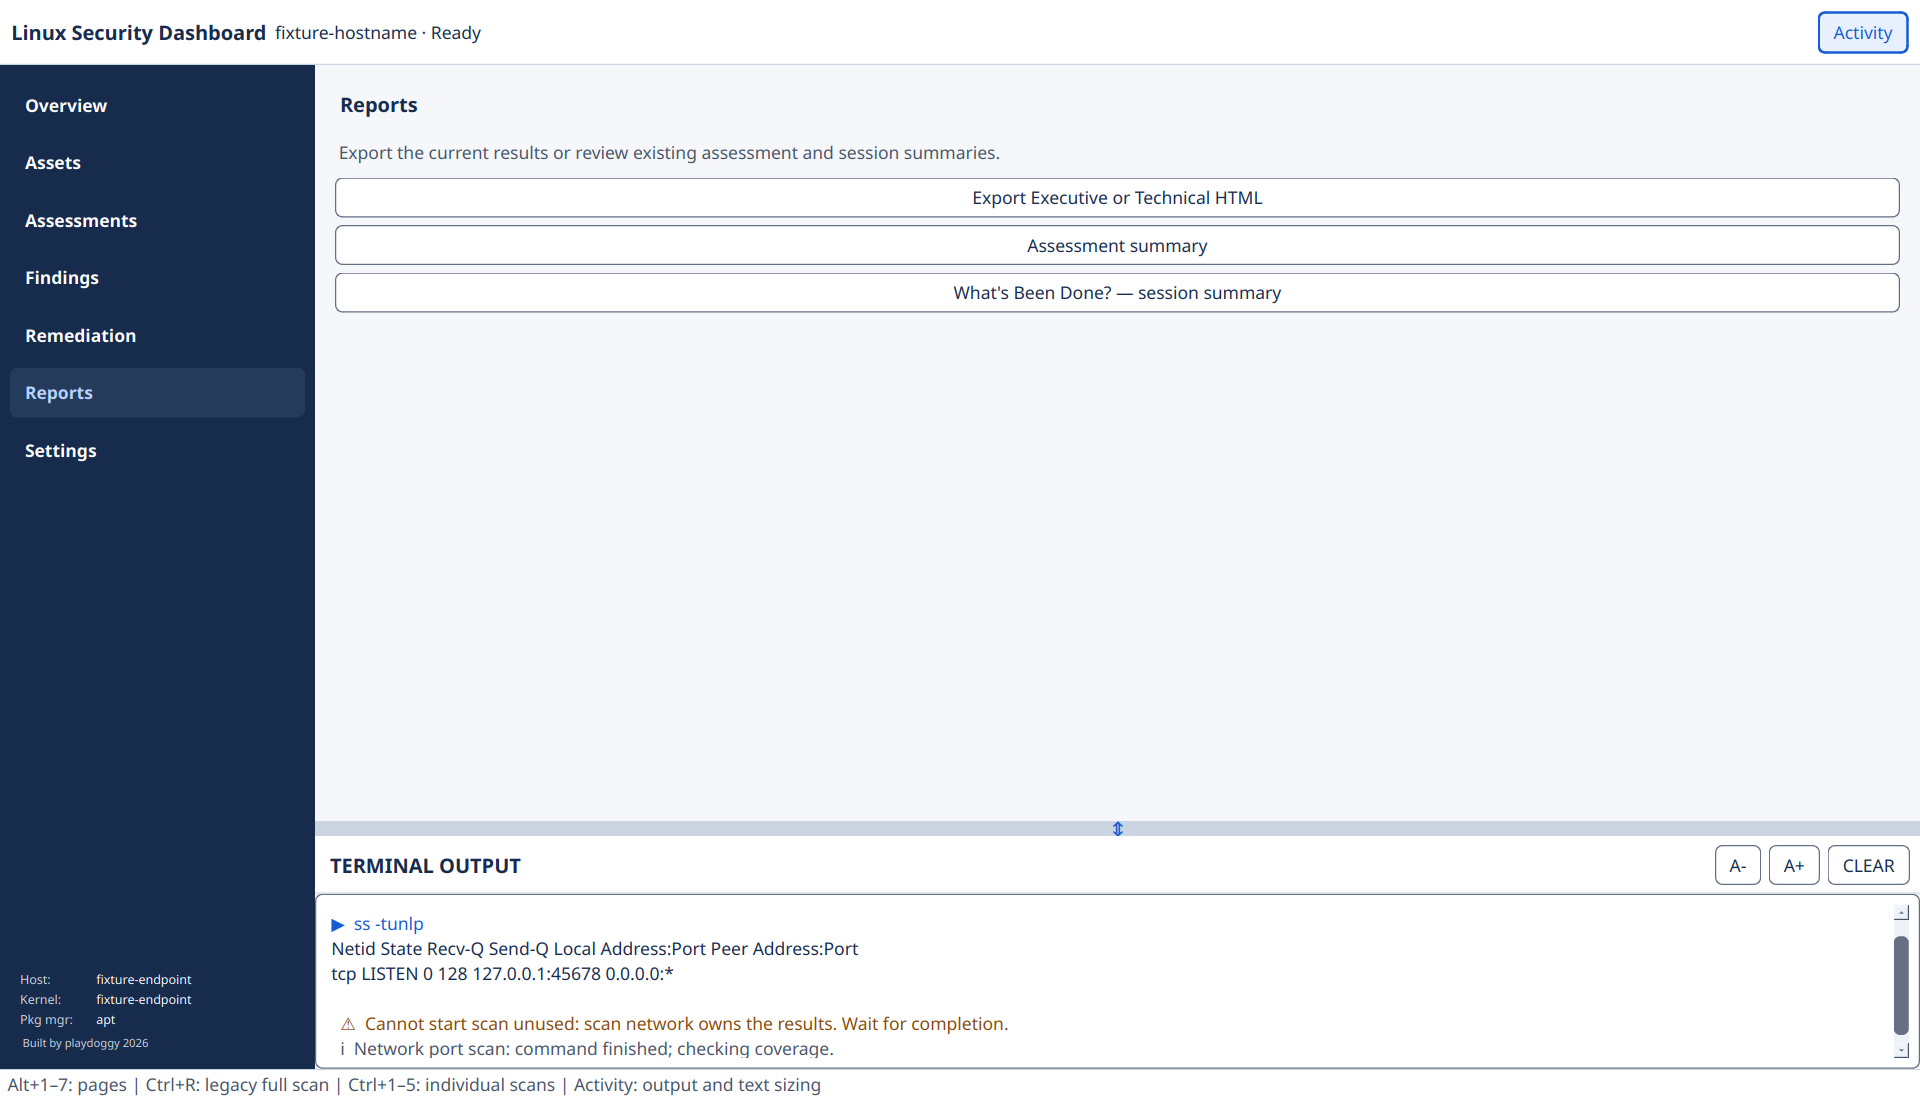 Linux Security Dashboard fixture-hostname · Ready
Activity
Overview
Assets
Assessments
Findings
Remediation
Reports
Settings
Host: fixture-endpoint
Kernel: fixture-endpoint
Pkg mgr: apt
Built by playdoggy 2026
Reports
Export the current results or review existing assessment and session summaries.
Export Executive or Technical HTML
Assessment summary
What's Been Done? — session summary
⇕
TERMINAL OUTPUT
A- A+ CLEAR
▶ ss -tunlp
Netid State Recv-Q Send-Q Local Address:Port Peer Address:Port
tcp LISTEN 0 128 127.0.0.1:45678 0.0.0.0:*
⚠ Cannot start scan unused: scan network owns the results. Wait for completion.
i Network port scan: command finished; checking coverage.
Alt+1–7: pages | Ctrl+R: legacy full scan | Ctrl+1–5: individual scans | Activity: output and text sizing